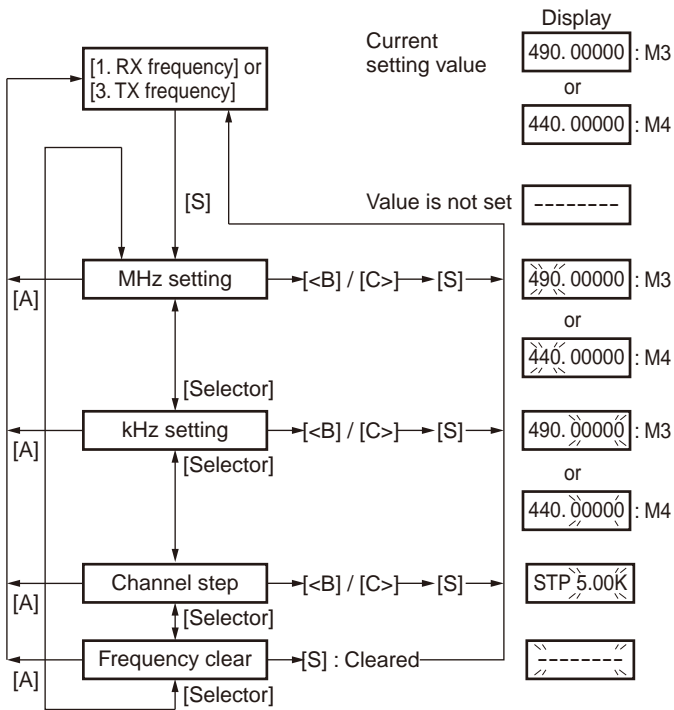 Display
Current
setting value
490. 00000 : M3
or
440. 00000 : M4
[1. RX frequency] or
[3. TX frequency]
[S]
Value is not set
--------
MHz setting
[<B] / [C>]
[S]
[A]
490. 00000 : M3
or
440. 00000 : M4
[Selector]
kHz setting
[<B] / [C>]
[S]
[A]
[Selector]
490. 00000 : M3
or
440. 00000 : M4
Channel step
[<B] / [C>]
[S]
[A]
[Selector]
STP 5.00K
Frequency clear
[S] : Cleared
[A]
[Selector]
--------